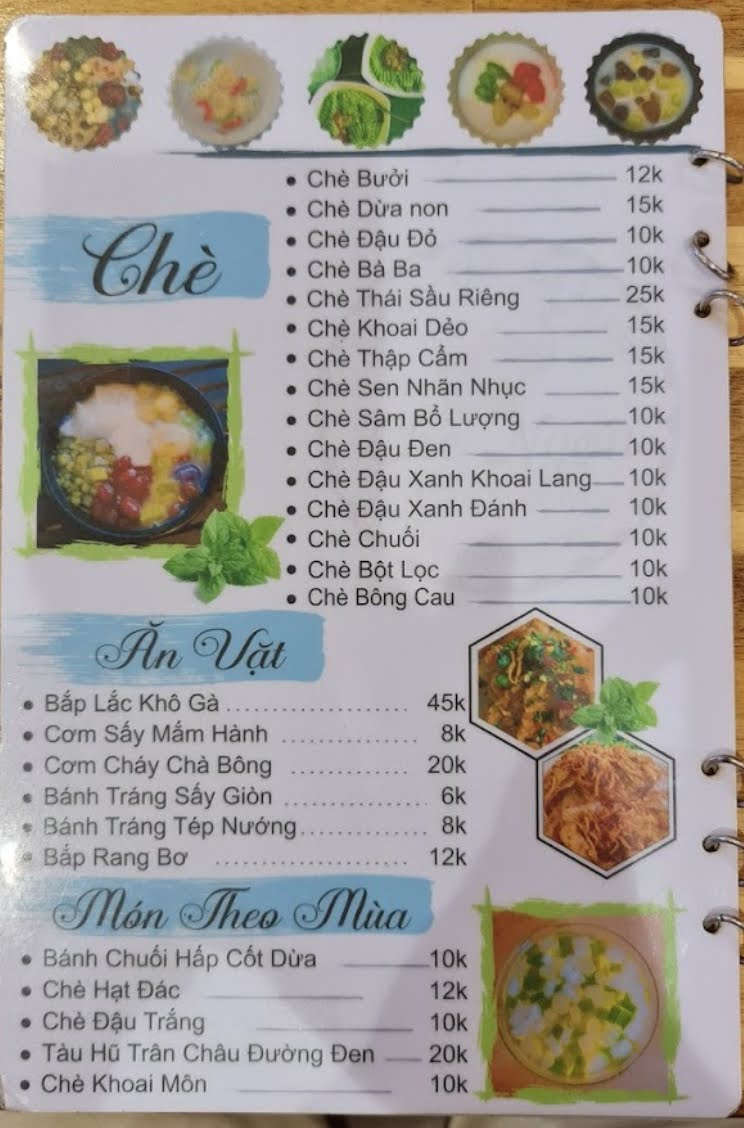 Chè
Chè Bưởi 12k
Chè Dừa non 15k
Chè Đậu Đỏ 10k
Chè Bà Ba 10k
Chè Thái Sầu Riêng 25k
Chè Khoai Dẻo 15k
Chè Thập Cẩm 15k
Chè Sen Nhãn Nhục 15k
Chè Sâm Bổ Lượng 10k
Chè Đậu Đen 10k
Chè Đậu Xanh Khoai Lang 10k
Chè Đậu Xanh Đánh 10k
Chè Chuối 10k
Chè Bột Lọc 10k
Chè Bông Cau 10k
Ăn Vặt
Bắp Lắc Khô Gà 45k
Cơm Sấy Mắm Hành 8k
Cơm Cháy Chà Bông 20k
Bánh Tráng Sấy Giòn 6k
Bánh Tráng Tép Nướng 8k
Bắp Rang Bơ 12k
Món Theo Mùa
Bánh Chuối Hấp Cốt Dừa 10k
Chè Hạt Đác 12k
Chè Đậu Trắng 10k
Tàu Hũ Trân Châu Đường Đen 20k
Chè Khoai Môn 10k